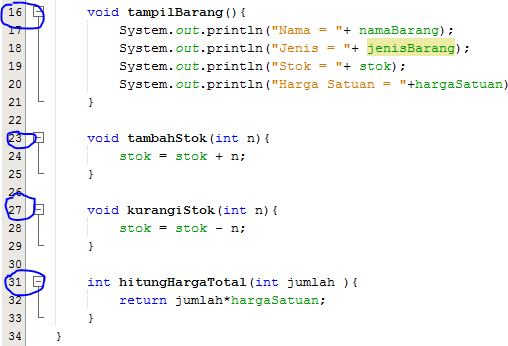 16 void tampilBarang(){
17 System.out.println("Nama = "+ namaBarang);
18 System.out.println("Jenis = "+ jenisBarang);
19 System.out.println("Stok = "+ stok);
20 System.out.println("Harga Satuan = "+hargaSatuan)
21 }
22
23 void tambahStok(int n){
24 stok = stok + n;
25 }
26
27 void kurangiStok(int n){
28 stok = stok - n;
29 }
30
31 int hitungHargaTotal(int jumlah ){
32 return jumlah*hargaSatuan;
33 }
34 }